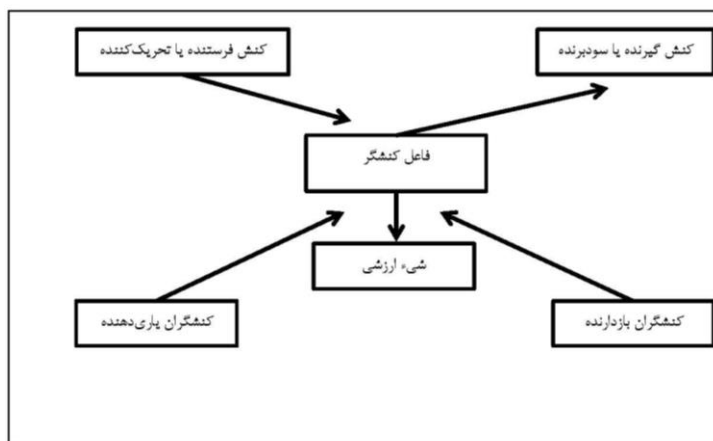 کنش گیرنده یا سودبرنده
کنش فرستنده یا تحریک‌کننده
فاعل کنشگر
شیء ارزشی
کنشگران بازدارنده
کنشگران یاری‌دهنده